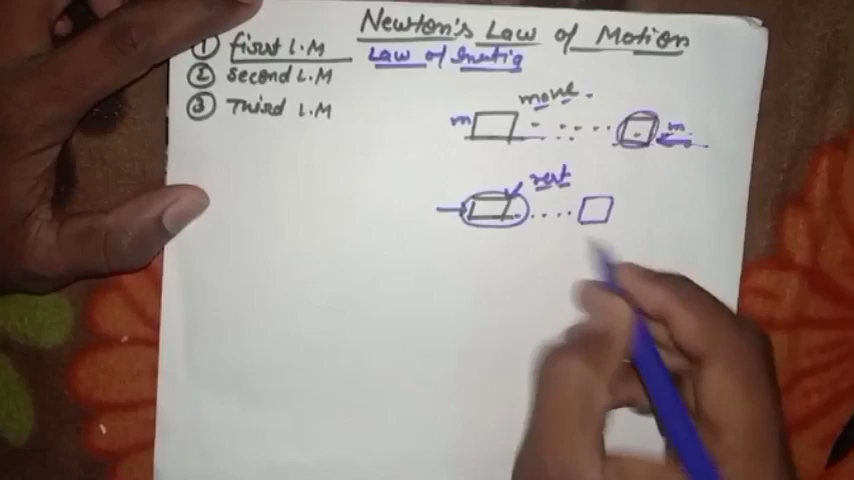 Newton's Law of Motion
① first L.M
Law of Inertia
② second L.M
③ Third L.M
move
m
m
rest